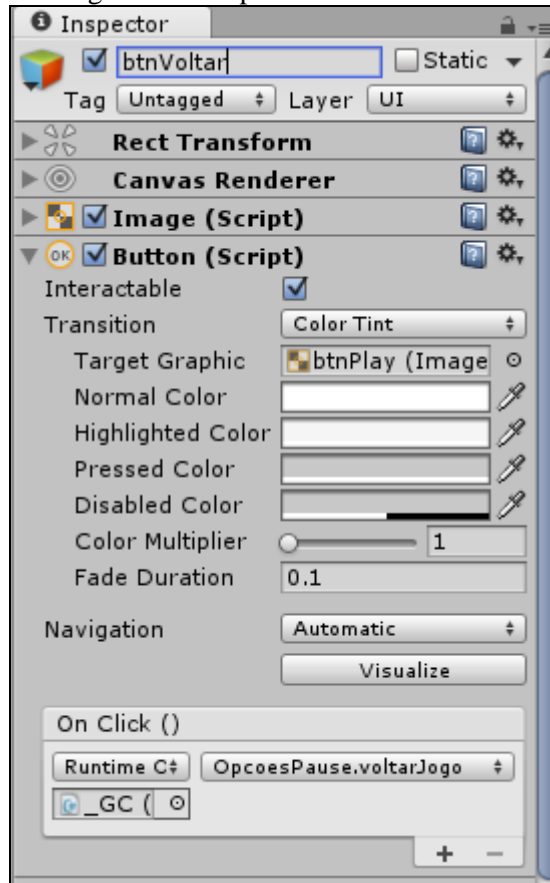 Inspector
btnVoltar
Static
Tag Untagged Layer UI
Rect Transform
Canvas Renderer
Image (Script)
OK Button (Script)
Interactable
Transition Color Tint
Target Graphic btnPlay (Image
Normal Color
Highlighted Color
Pressed Color
Disabled Color
Color Multiplier 1
Fade Duration 0.1
Navigation Automatic
Visualize
On Click ()
Runtime C OpcoesPause.voltarJogo
_GC (
+ −